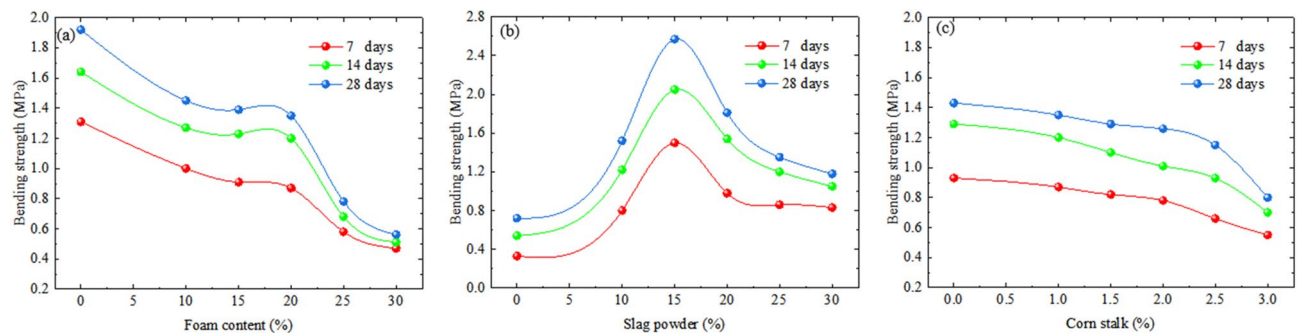 (a)
7 days
14 days
28 days
Bending strength (MPa)
2.0
1.8
1.6
1.4
1.2
1.0
0.8
0.6
0.4
0.2
0 5 10 15 20 25 30
Foam content (%)
(b)
7 days
14 days
28 days
Bending strength (MPa)
2.8
2.4
2.0
1.6
1.2
0.8
0.4
0.0
0 5 10 15 20 25 30
Slag powder (%)
(c)
7 days
14 days
28 days
Bending strength (MPa)
2.0
1.8
1.6
1.4
1.2
1.0
0.8
0.6
0.4
0.2
0.0 0.5 1.0 1.5 2.0 2.5 3.0
Corn stalk (%)